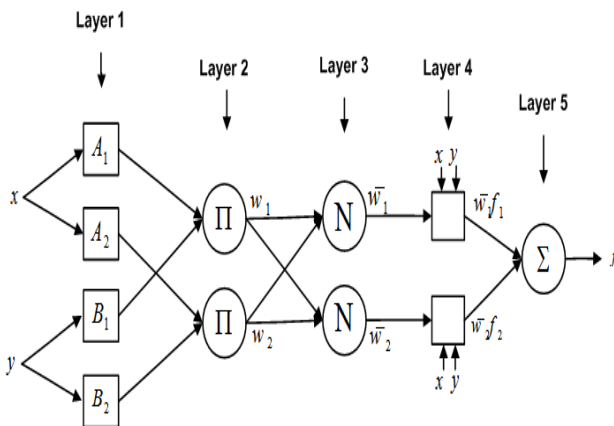 Layer 1
Layer 2
Layer 3
Layer 4
Layer 5
x
y
A₁
A₂
B₁
B₂
Π
Π
w₁
w₂
N
N
w̄₁
w̄₂
x y
x y
w̄₁f₁
w̄₂f₂
Σ